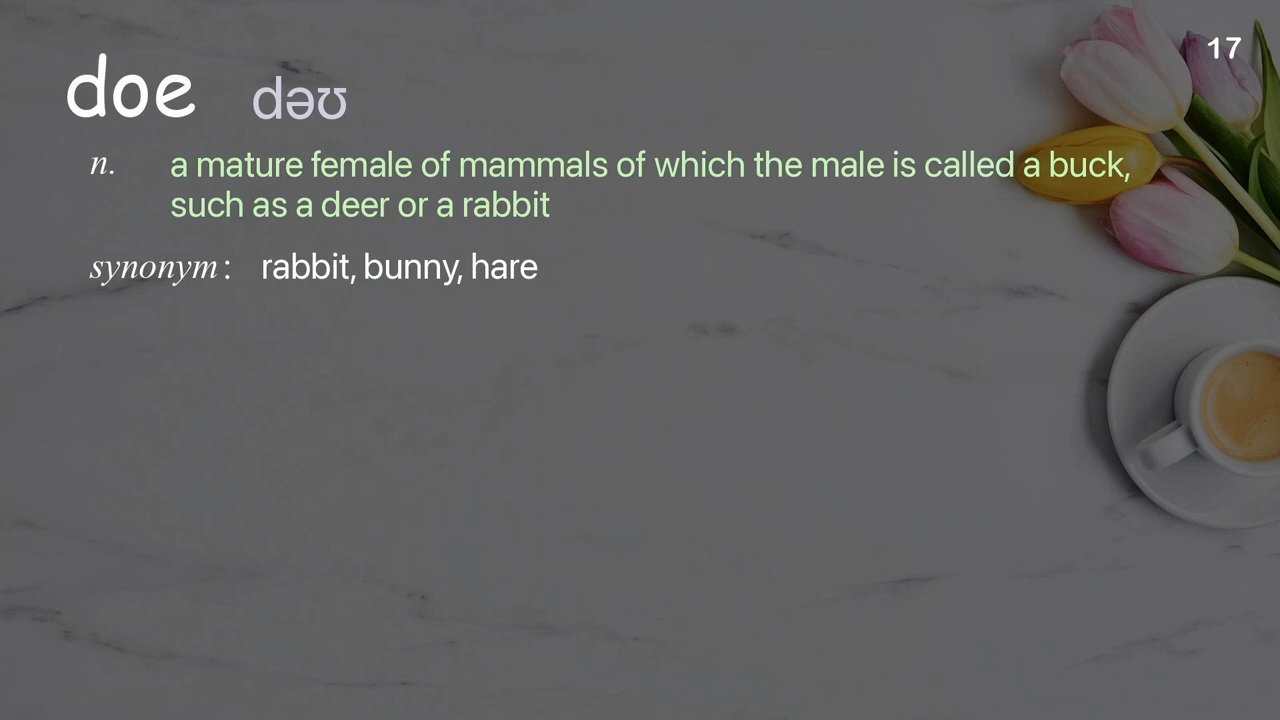 17
doe dəʊ
n. a mature female of mammals of which the male is called a buck,
such as a deer or a rabbit
synonym: rabbit, bunny, hare